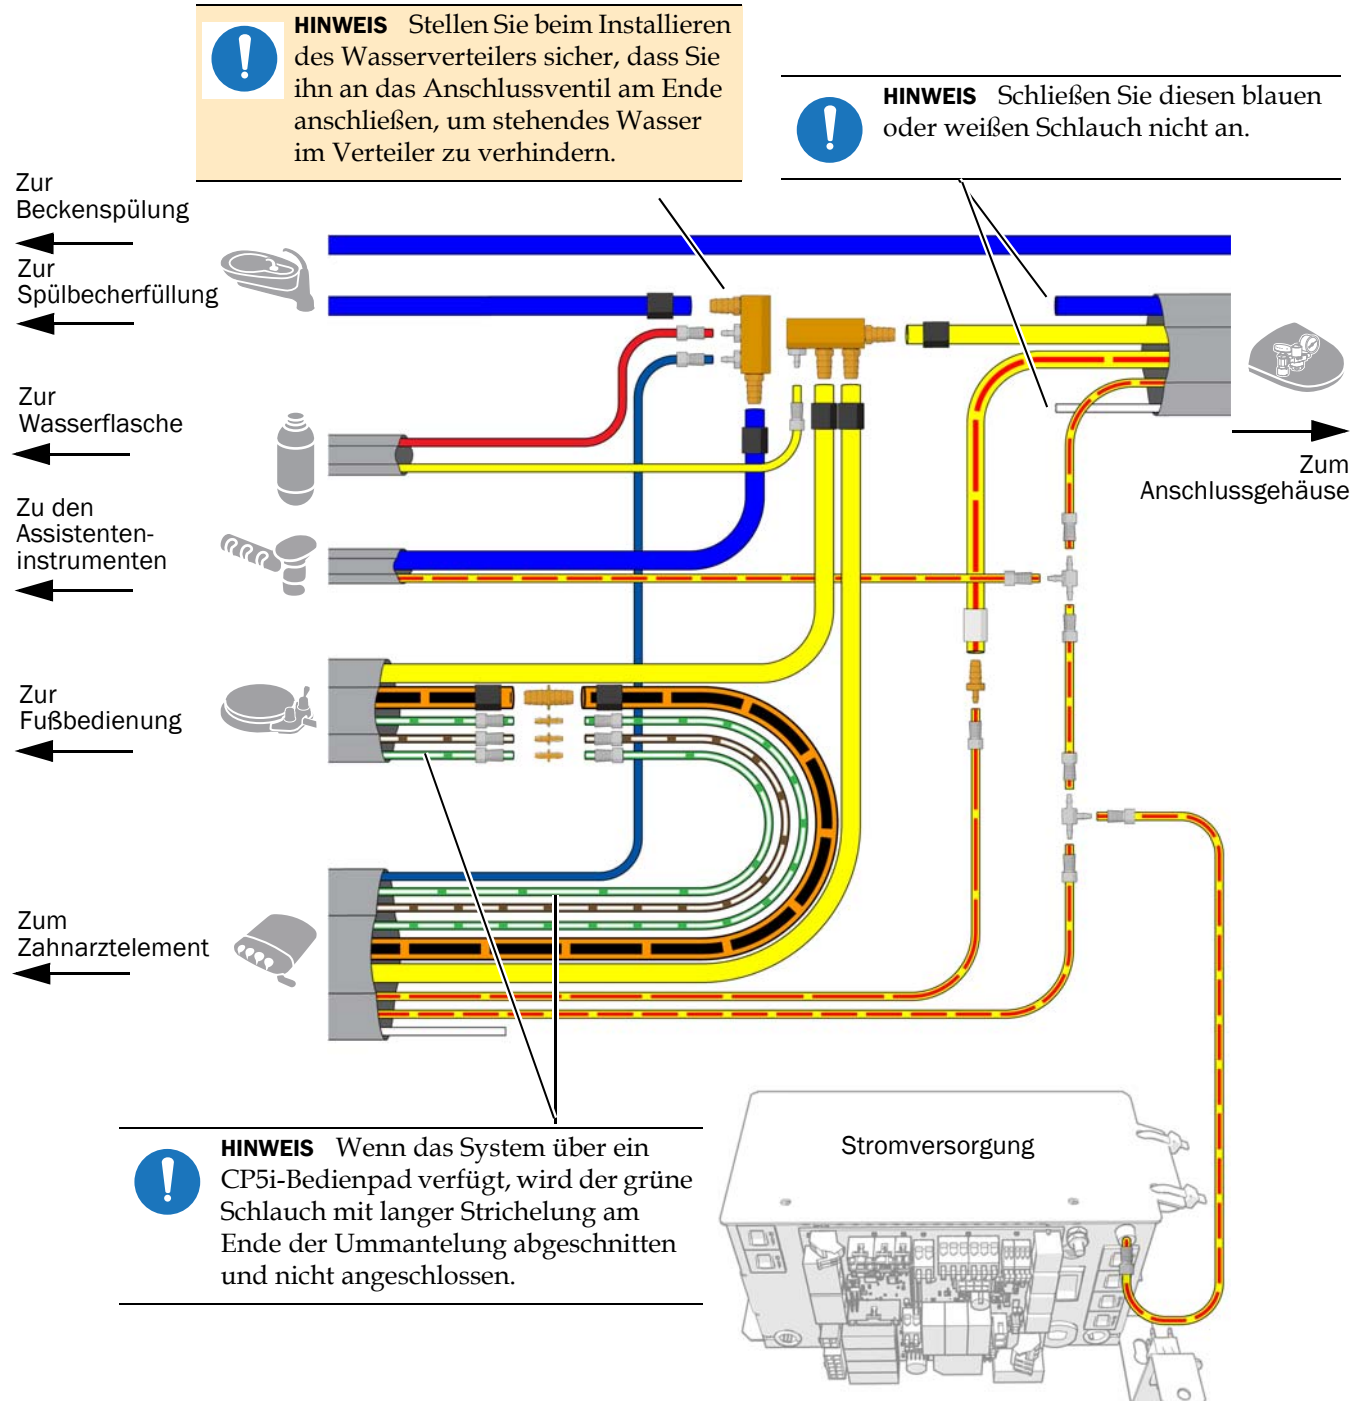 HINWEIS Stellen Sie beim Installieren
des Wasserverteilers sicher, dass Sie
ihn an das Anschlussventil am Ende
anschließen, um stehendes Wasser
im Verteiler zu verhindern.
HINWEIS Schließen Sie diesen blauen
oder weißen Schlauch nicht an.
Zur
Beckenspülung
Zur
Spülbecherfüllung
Zur
Wasserflasche
Zum
Anschlussgehäuse
Zu den
Assistenten-
instrumenten
Zur
Fußbedienung
Zum
Zahnarztelement
HINWEIS Wenn das System über ein
CP5i-Bedienpad verfügt, wird der grüne
Schlauch mit langer Strichelung am
Ende der Ummantelung abgeschnitten
und nicht angeschlossen.
Stromversorgung